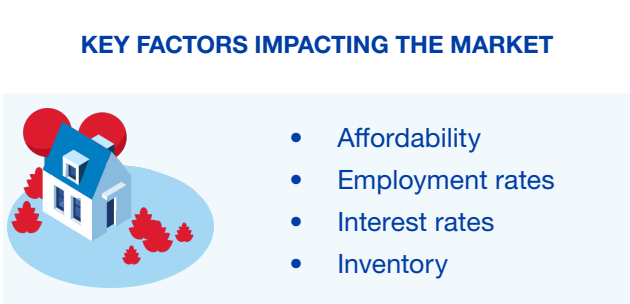 KEY FACTORS IMPACTING THE MARKET
• Affordability
• Employment rates
• Interest rates
• Inventory